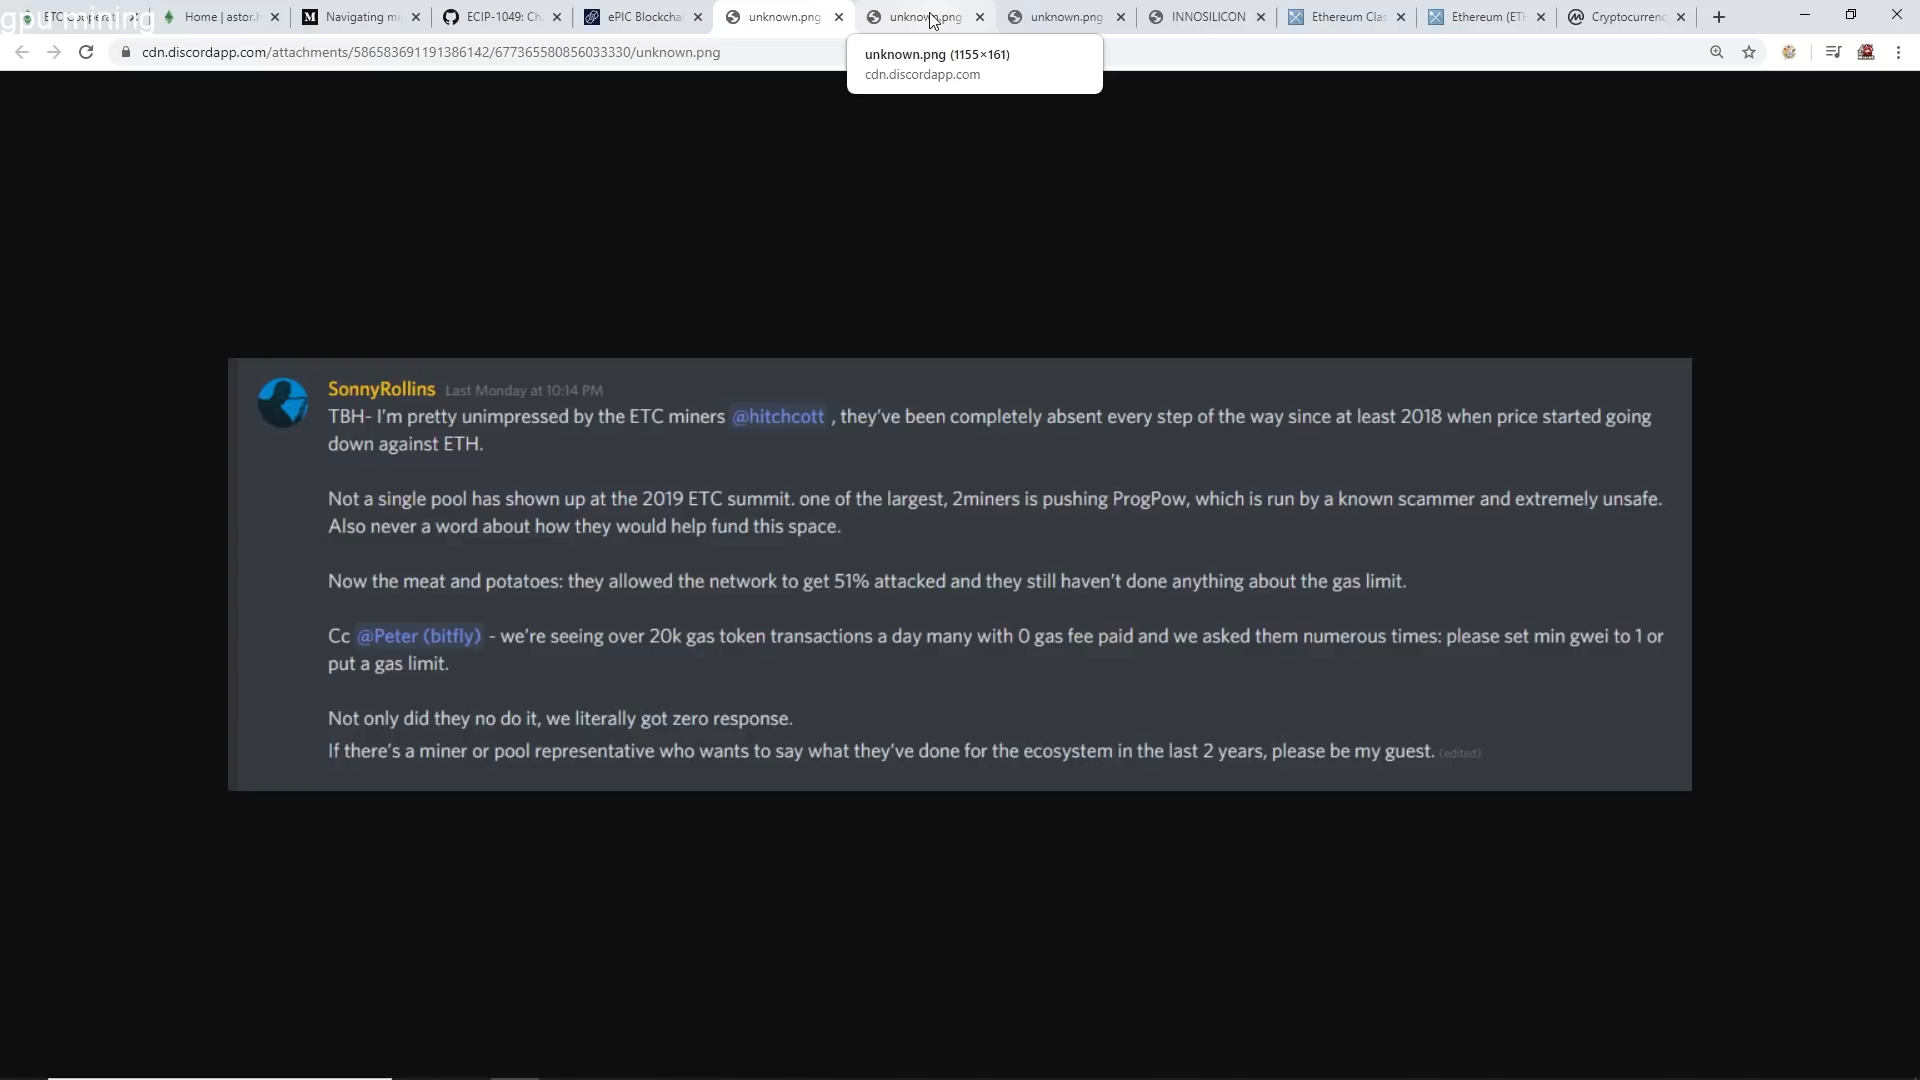 gpu mining
ETC Cooperati
Home | astor.h
Navigating mi
ECIP-1049: Ch
ePIC Blockcha
unknown.png
unknown.png
unknown.png
INNOSILICON
Ethereum Clas
Ethereum (ETH
Cryptocurrenc
cdn.discordapp.com/attachments/586583691191386142/677365580856033330/unknown.png
unknown.png (1155×161)
cdn.discordapp.com
SonnyRollins Last Monday at 10:14 PM
TBH- I'm pretty unimpressed by the ETC miners @hitchcott , they've been completely absent every step of the way since at least 2018 when price started going
down against ETH.
Not a single pool has shown up at the 2019 ETC summit. one of the largest, 2miners is pushing ProgPow, which is run by a known scammer and extremely unsafe.
Also never a word about how they would help fund this space.
Now the meat and potatoes: they allowed the network to get 51% attacked and they still haven't done anything about the gas limit.
Cc @Peter (bitfly) - we're seeing over 20k gas token transactions a day many with 0 gas fee paid and we asked them numerous times: please set min gwei to 1 or
put a gas limit.
Not only did they no do it, we literally got zero response.
If there's a miner or pool representative who wants to say what they've done for the ecosystem in the last 2 years, please be my guest. (edited)